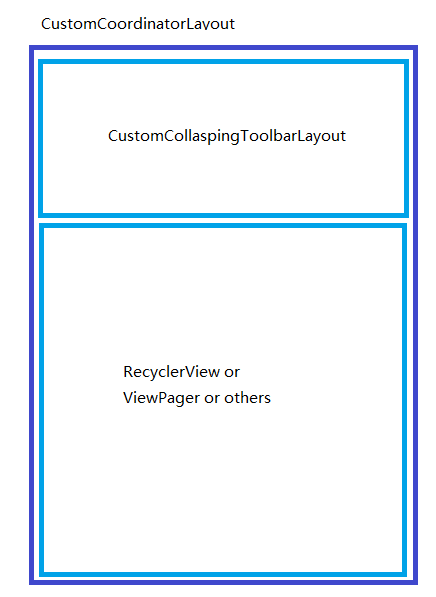 CustomCoordinatorLayout
CustomCollaspingToolbarLayout
RecyclerView or
ViewPager or others